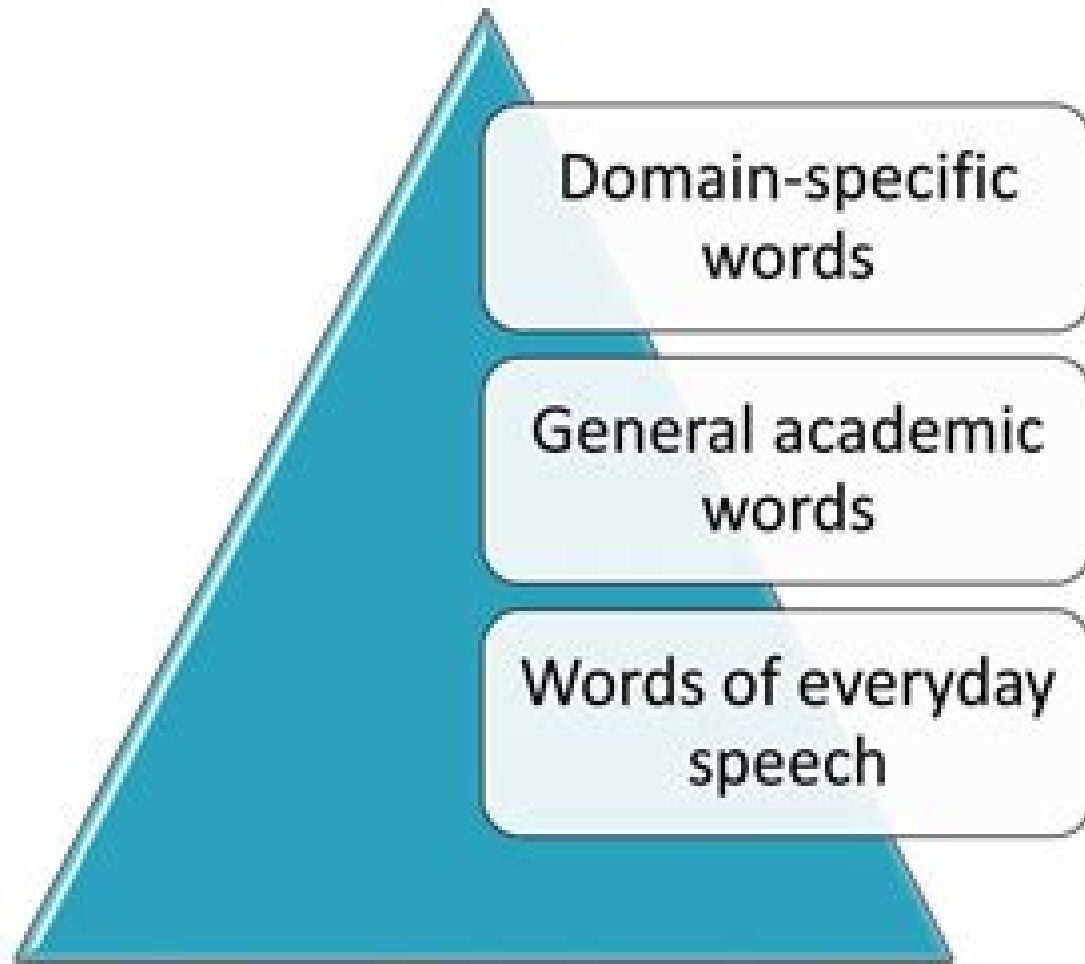 Domain-specific
words
General academic
words
Words of everyday
speech